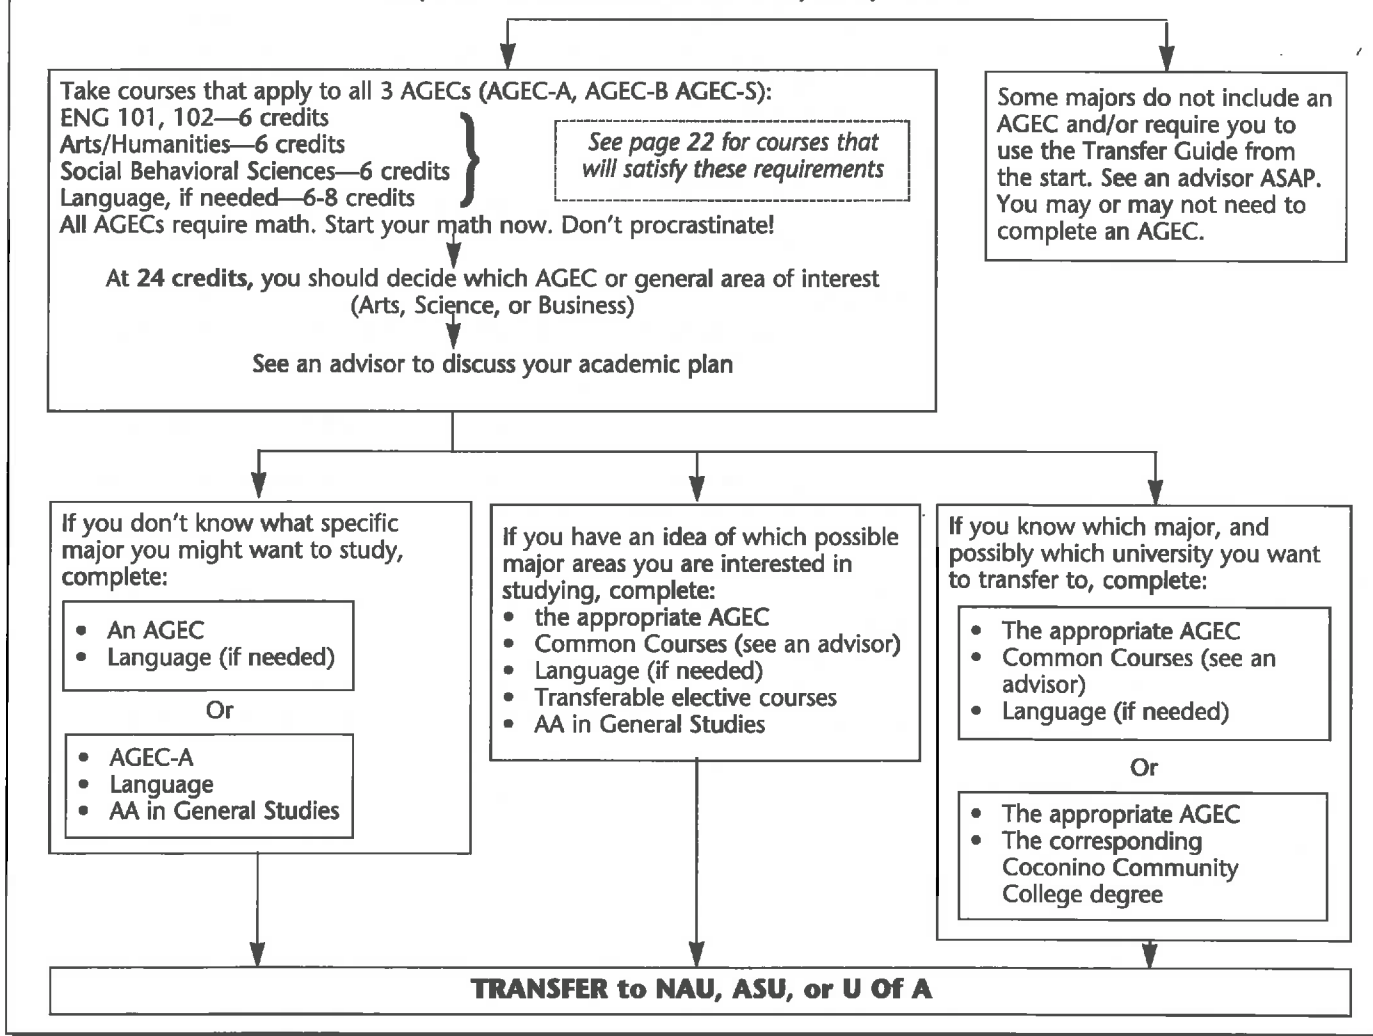 Take courses that apply to all 3 AGECs (AGEC-A, AGEC-B AGEC-S):
ENG 101, 102—6 credits
Arts/Humanities—6 credits
Social Behavioral Sciences—6 credits
Language, if needed—6-8 credits
See page 22 for courses that
will satisfy these requirements
All AGECs require math. Start your math now. Don't procrastinate!
At 24 credits, you should decide which AGEC or general area of interest
(Arts, Science, or Business)
See an advisor to discuss your academic plan
Some majors do not include an
AGEC and/or require you to
use the Transfer Guide from
the start. See an advisor ASAP.
You may or may not need to
complete an AGEC.
If you don't know what specific
major you might want to study,
complete:
• An AGEC
• Language (if needed)
Or
• AGEC-A
• Language
• AA in General Studies
If you have an idea of which possible
major areas you are interested in
studying, complete:
• the appropriate AGEC
• Common Courses (see an advisor)
• Language (if needed)
• Transferable elective courses
• AA in General Studies
If you know which major, and
possibly which university you want
to transfer to, complete:
• The appropriate AGEC
• Common Courses (see an
advisor)
• Language (if needed)
Or
• The appropriate AGEC
• The corresponding
Coconino Community
College degree
TRANSFER to NAU, ASU, or U Of A